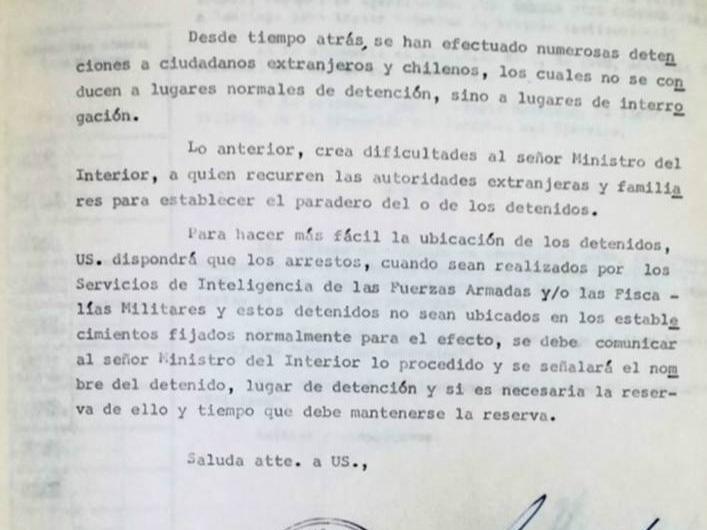 Desde tiempo atrás, se han efectuado numerosas deten
ciones a ciudadanos extranjeros y chilenos, los cuales no se con
ducen a lugares normales de detención, sino a lugares de interro
gación.
Lo anterior, crea dificultades al señor Ministro del
Interior, a quien recurren las autoridades extranjeras y familia
res para establecer el paradero del o de los detenidos.
Para hacer más fácil la ubicación de los detenidos,
US. dispondrá que los arrestos, cuando sean realizados por los
Servicios de Inteligencia de las Fuerzas Armadas y/o las Fisca -
lías Militares y estos detenidos no sean ubicados en los estable
cimientos fijados normalmente para el efecto, se debe comunicar
al señor Ministro del Interior lo procedido y se señalará el nom
bre del detenido, lugar de detención y si es necesaria la reser-
va de ello y tiempo que debe mantenerse la reserva.
Saluda atte. a US.,